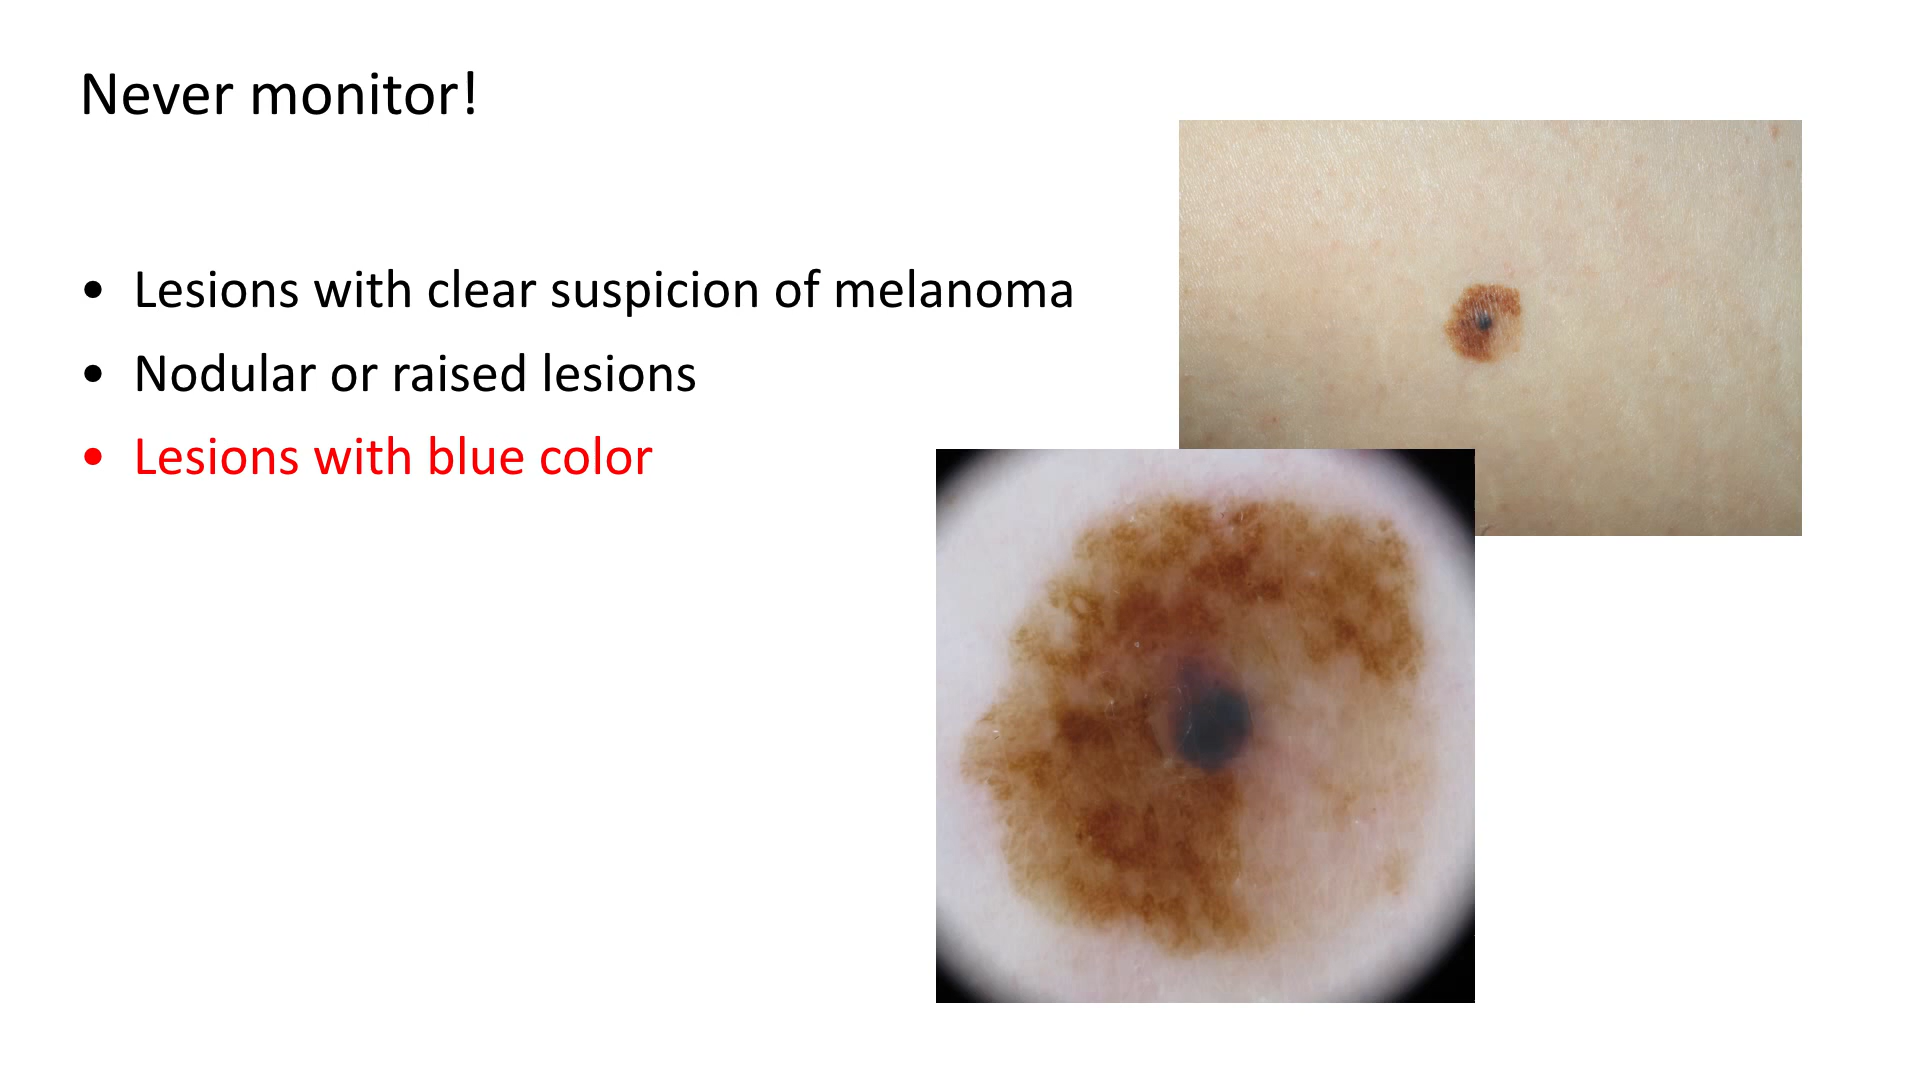 Never monitor!
• Lesions with clear suspicion of melanoma
• Nodular or raised lesions
• Lesions with blue color